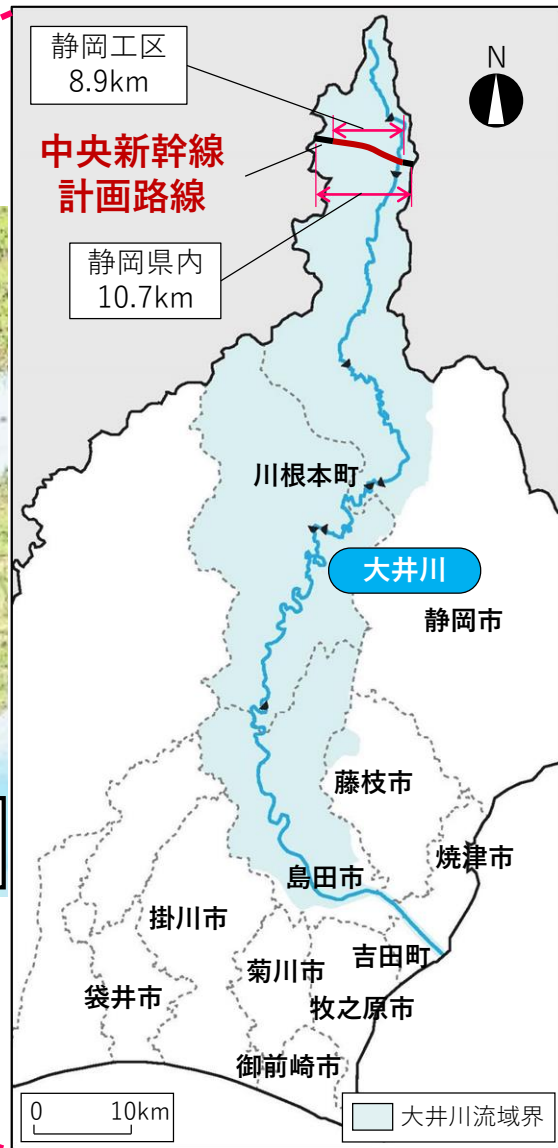 静岡工区
8.9km
N
中央新幹線
計画路線
静岡県内
10.7km
川根本町
大井川
静岡市
藤枝市
焼津市
島田市
掛川市
吉田町
菊川市
袋井市
牧之原市
御前崎市
0 10km
大井川流域界